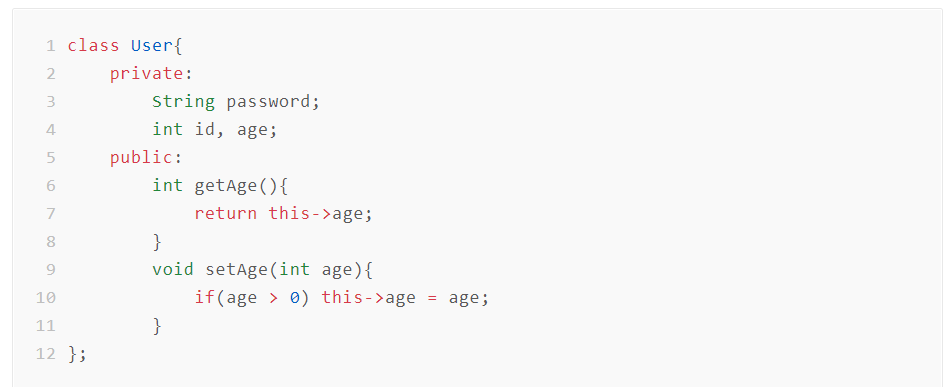 1 class User{
2     private:
3         String password;
4         int id, age;
5     public:
6         int getAge(){
7             return this->age;
8         }
9         void setAge(int age){
10             if(age > 0) this->age = age;
11         }
12 };